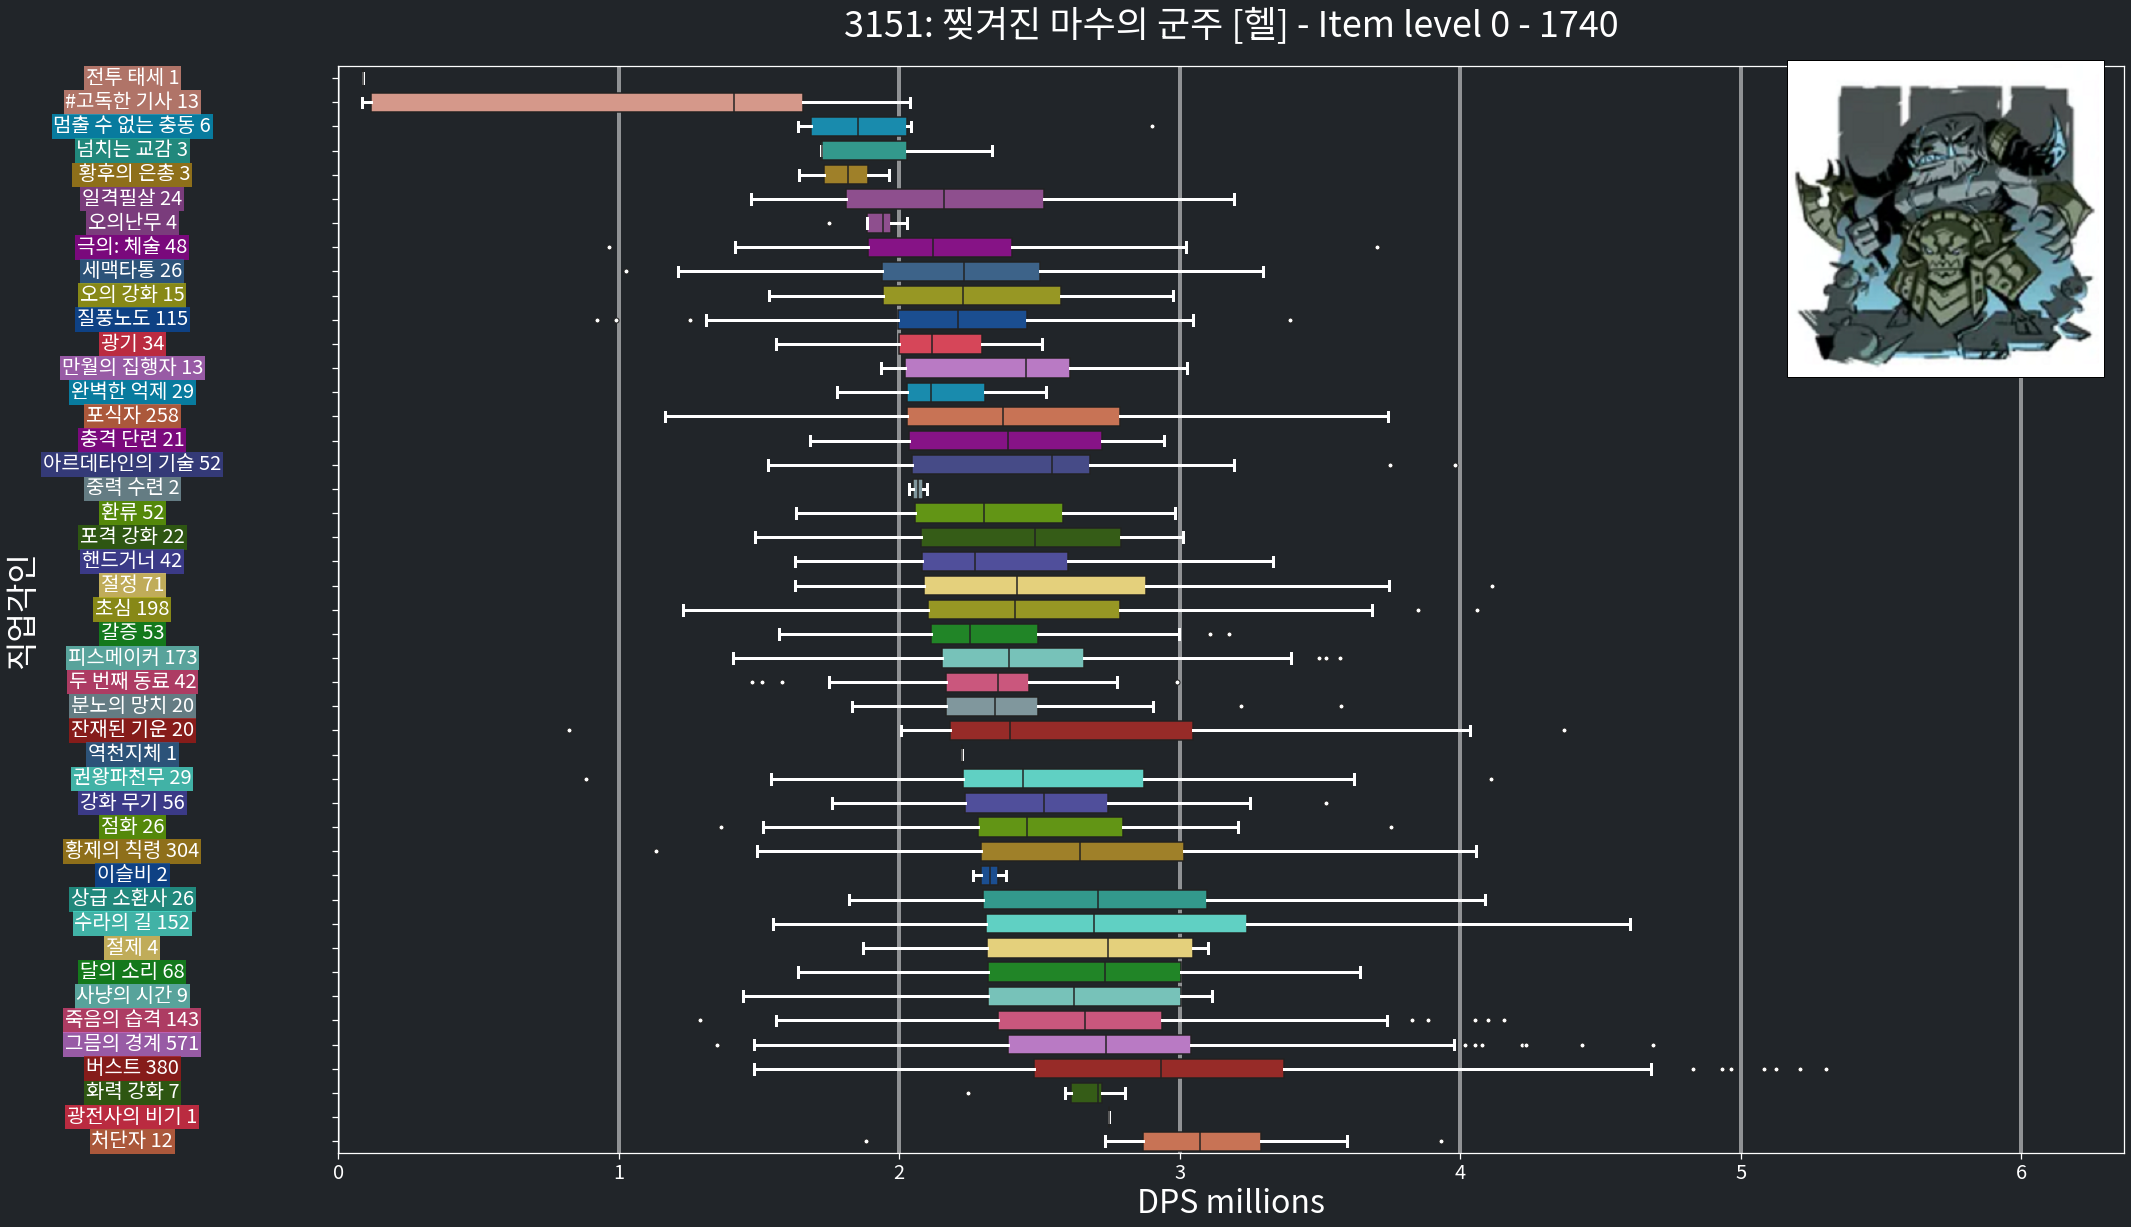 3151: 찢겨진 마수의 군주 [헬] - Item level 0 - 1740
직업각인
전투 태세 1
#고독한 기사 13
멈출 수 없는 충동 6
넘치는 교감 3
황후의 은총 3
일격필살 24
오의난무 4
극의: 체술 48
세맥타통 26
오의 강화 15
질풍노도 115
광기 34
만월의 집행자 13
완벽한 억제 29
포식자 258
충격 단련 21
아르데타인의 기술 52
중력 수련 2
환류 52
포격 강화 22
핸드거너 42
절정 71
초심 198
갈증 53
피스메이커 173
두 번째 동료 42
분노의 망치 20
잔재된 기운 20
역천지체 1
권왕파천무 29
강화 무기 56
점화 26
황제의 칙령 304
이슬비 2
상급 소환사 26
수라의 길 152
절제 4
달의 소리 68
사냥의 시간 9
죽음의 습격 143
그믐의 경계 571
버스트 380
화력 강화 7
광전사의 비기 1
처단자 12
0 1 2 3 4 5 6
DPS millions